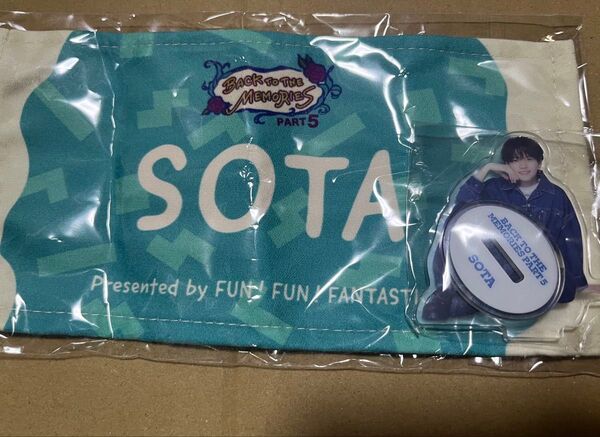 BACK TO THE
MEMORIES
PART 5
SOTA
Presented by FUN! FUN! FANTASTI
BACK TO THE
MEMORIES PART 5
SOTA